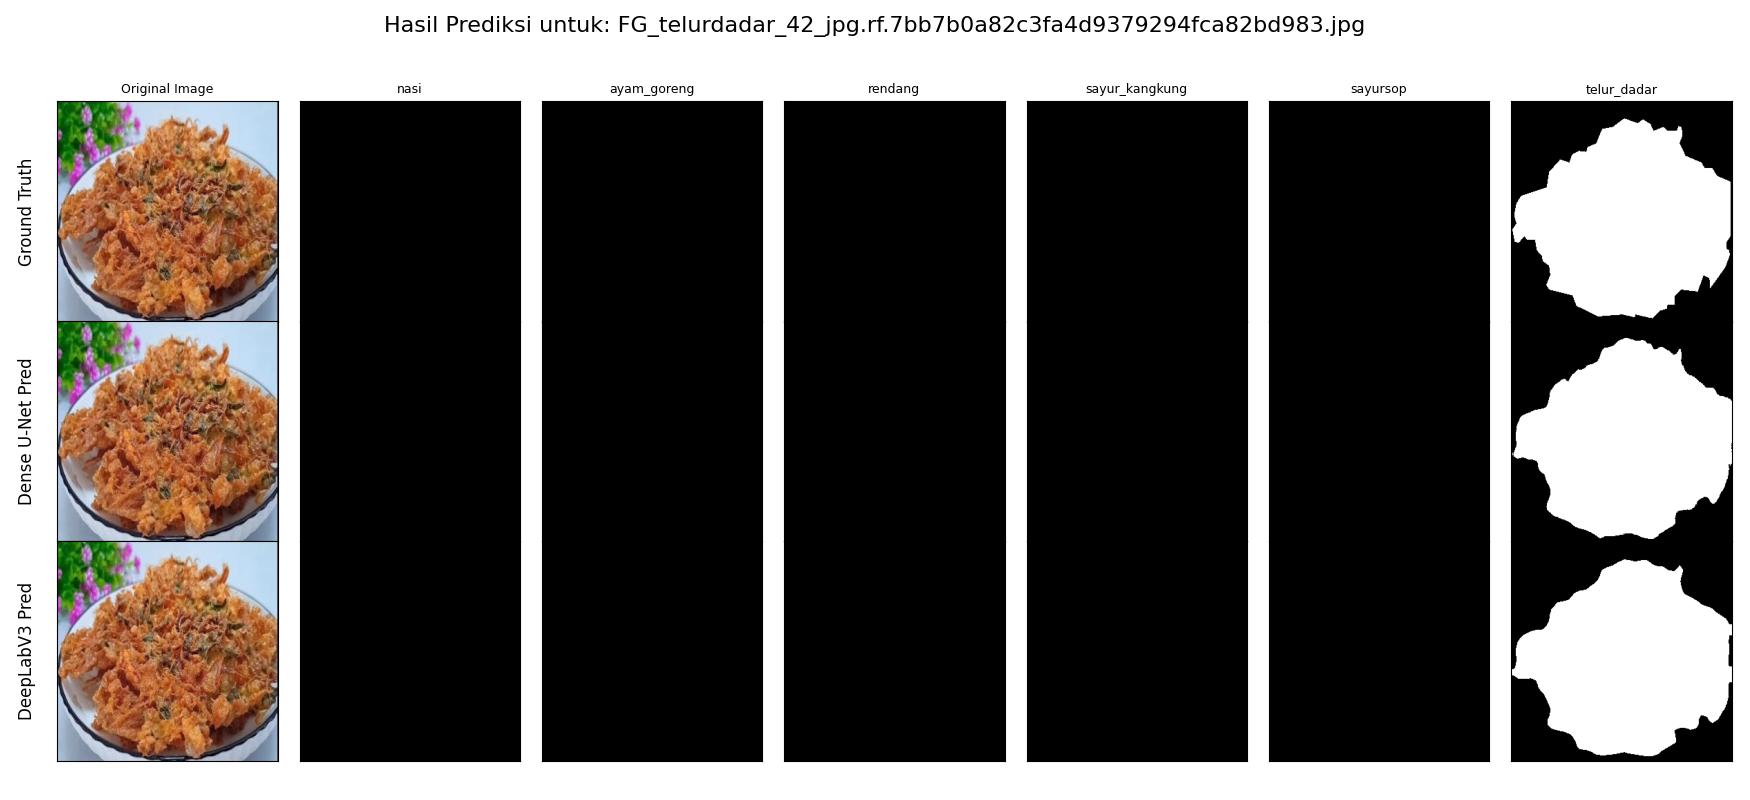 Hasil Prediksi untuk: FG_telurdadar_42_jpg.rf.7bb7b0a82c3fa4d9379294fca82bd983.jpg
Original Image nasi ayam_goreng rendang sayur_kangkung sayursop telur_dadar
Ground Truth
Dense U-Net Pred
DeepLabV3 Pred